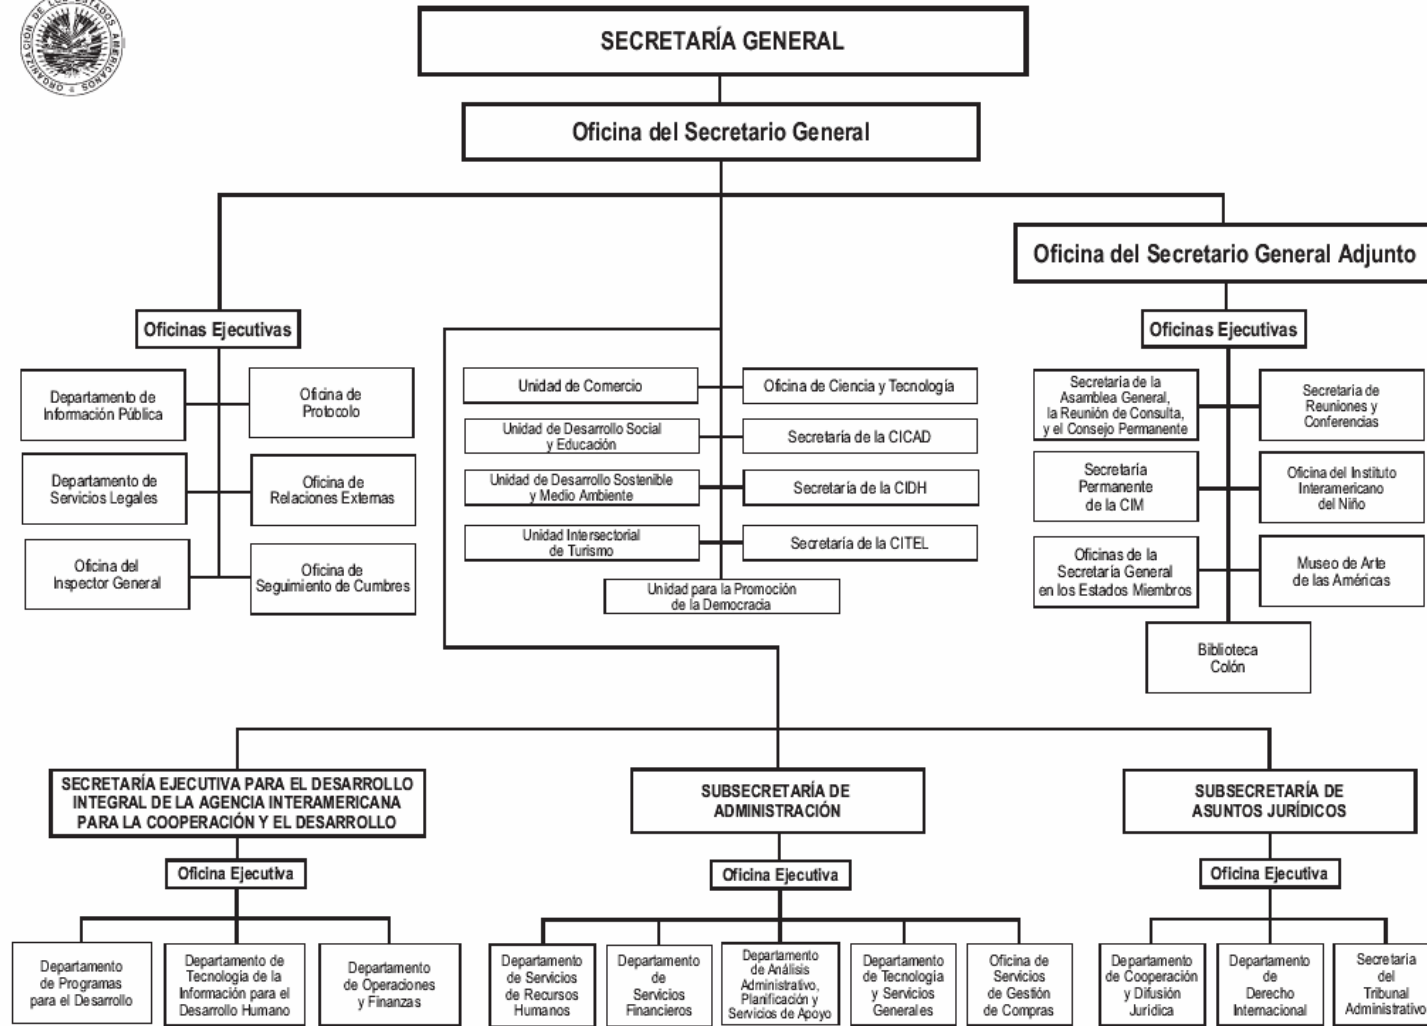 ORGANIZACIÓN DE LOS ESTADOS AMERICANOS
SECRETARÍA GENERAL
Oficina del Secretario General
Oficina del Secretario General Adjunto
Oficinas Ejecutivas
Departamento de
Información Pública
Oficina de
Protocolo
Departamento de
Servicios Legales
Oficina de
Relaciones Externas
Oficina del
Inspector General
Oficina de
Seguimiento de Cumbres
Unidad de Comercio
Oficina de Ciencia y Tecnología
Unidad de Desarrollo Social
y Educación
Secretaría de la CICAD
Unidad de Desarrollo Sostenible
y Medio Ambiente
Secretaría de la CIDH
Unidad Intersectorial
de Turismo
Secretaría de la CITEL
Unidad para la Promoción
de la Democracia
Oficinas Ejecutivas
Secretaría de la
Asamblea General,
la Reunión de Consulta,
y el Consejo Permanente
Secretaría de
Reuniones y
Conferencias
Secretaría
Permanente
de la CIM
Oficina del Instituto
Interamericano
del Niño
Oficinas de la
Secretaría General
en los Estados Miembros
Museo de Arte
de las Américas
Biblioteca
Colón
SECRETARÍA EJECUTIVA PARA EL DESARROLLO
INTEGRAL DE LA AGENCIA INTERAMERICANA
PARA LA COOPERACIÓN Y EL DESARROLLO
Oficina Ejecutiva
Departamento
de Programas
para el Desarrollo
Departamento de
Tecnología de la
Información para el
Desarrollo Humano
Departamento
de Operaciones
y Finanzas
SUBSECRETARÍA DE
ADMINISTRACIÓN
Oficina Ejecutiva
Departamento
de Servicios
de Recursos
Humanos
Departamento
de
Servicios
Financieros
Departamento
de Análisis
Administrativo,
Planificación y
Servicios de Apoyo
Departamento
de Tecnología
y Servicios
Generales
Oficina de
Servicios
de Gestión
de Compras
SUBSECRETARÍA DE
ASUNTOS JURÍDICOS
Oficina Ejecutiva
Departamento
de Cooperación
y Difusión
Jurídica
Departamento
de
Derecho
Internacional
Secretaría
del
Tribunal
Administrativo